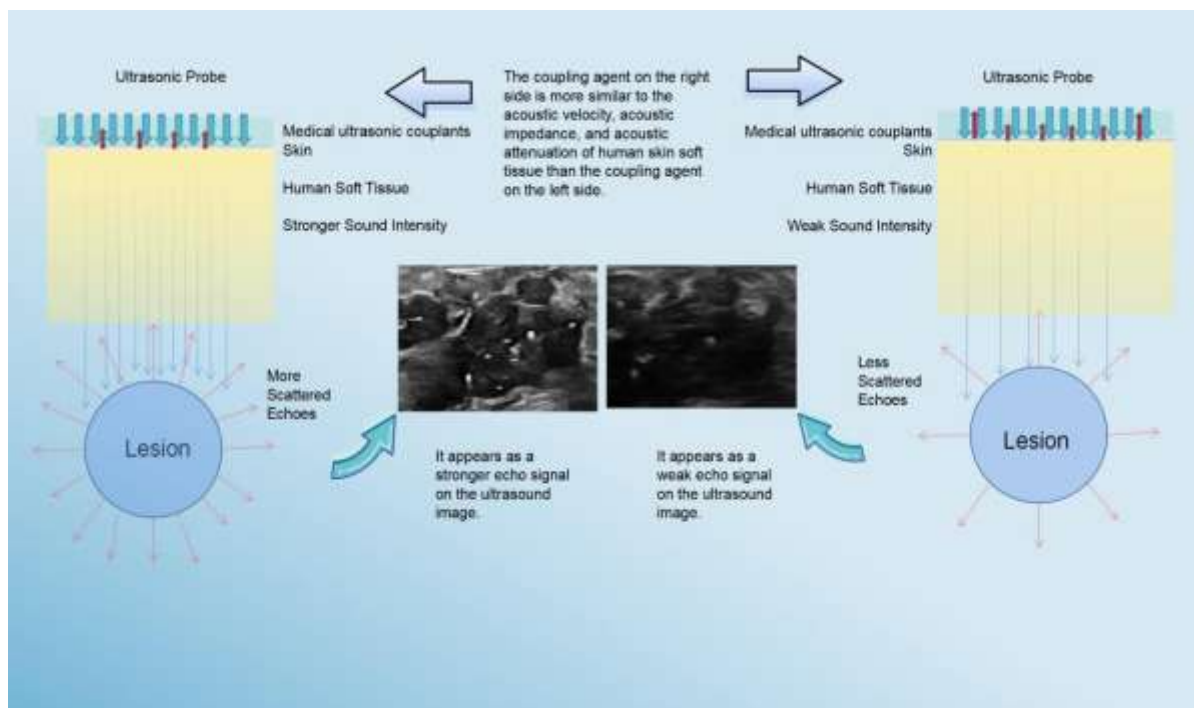 Ultrasonic Probe
Medical ultrasonic couplants
Skin
Human Soft Tissue
Stronger Sound Intensity
More
Scattered
Echoes
Lesion
The coupling agent on the right
side is more similar to the
acoustic velocity, acoustic
impedance, and acoustic
attenuation of human skin soft
tissue than the coupling agent
on the left side.
It appears as a
stronger echo signal
on the ultrasound
image.
It appears as a
weak echo signal
on the ultrasound
image.
Ultrasonic Probe
Medical ultrasonic couplants
Skin
Human Soft Tissue
Weak Sound Intensity
Less
Scattered
Echoes
Lesion